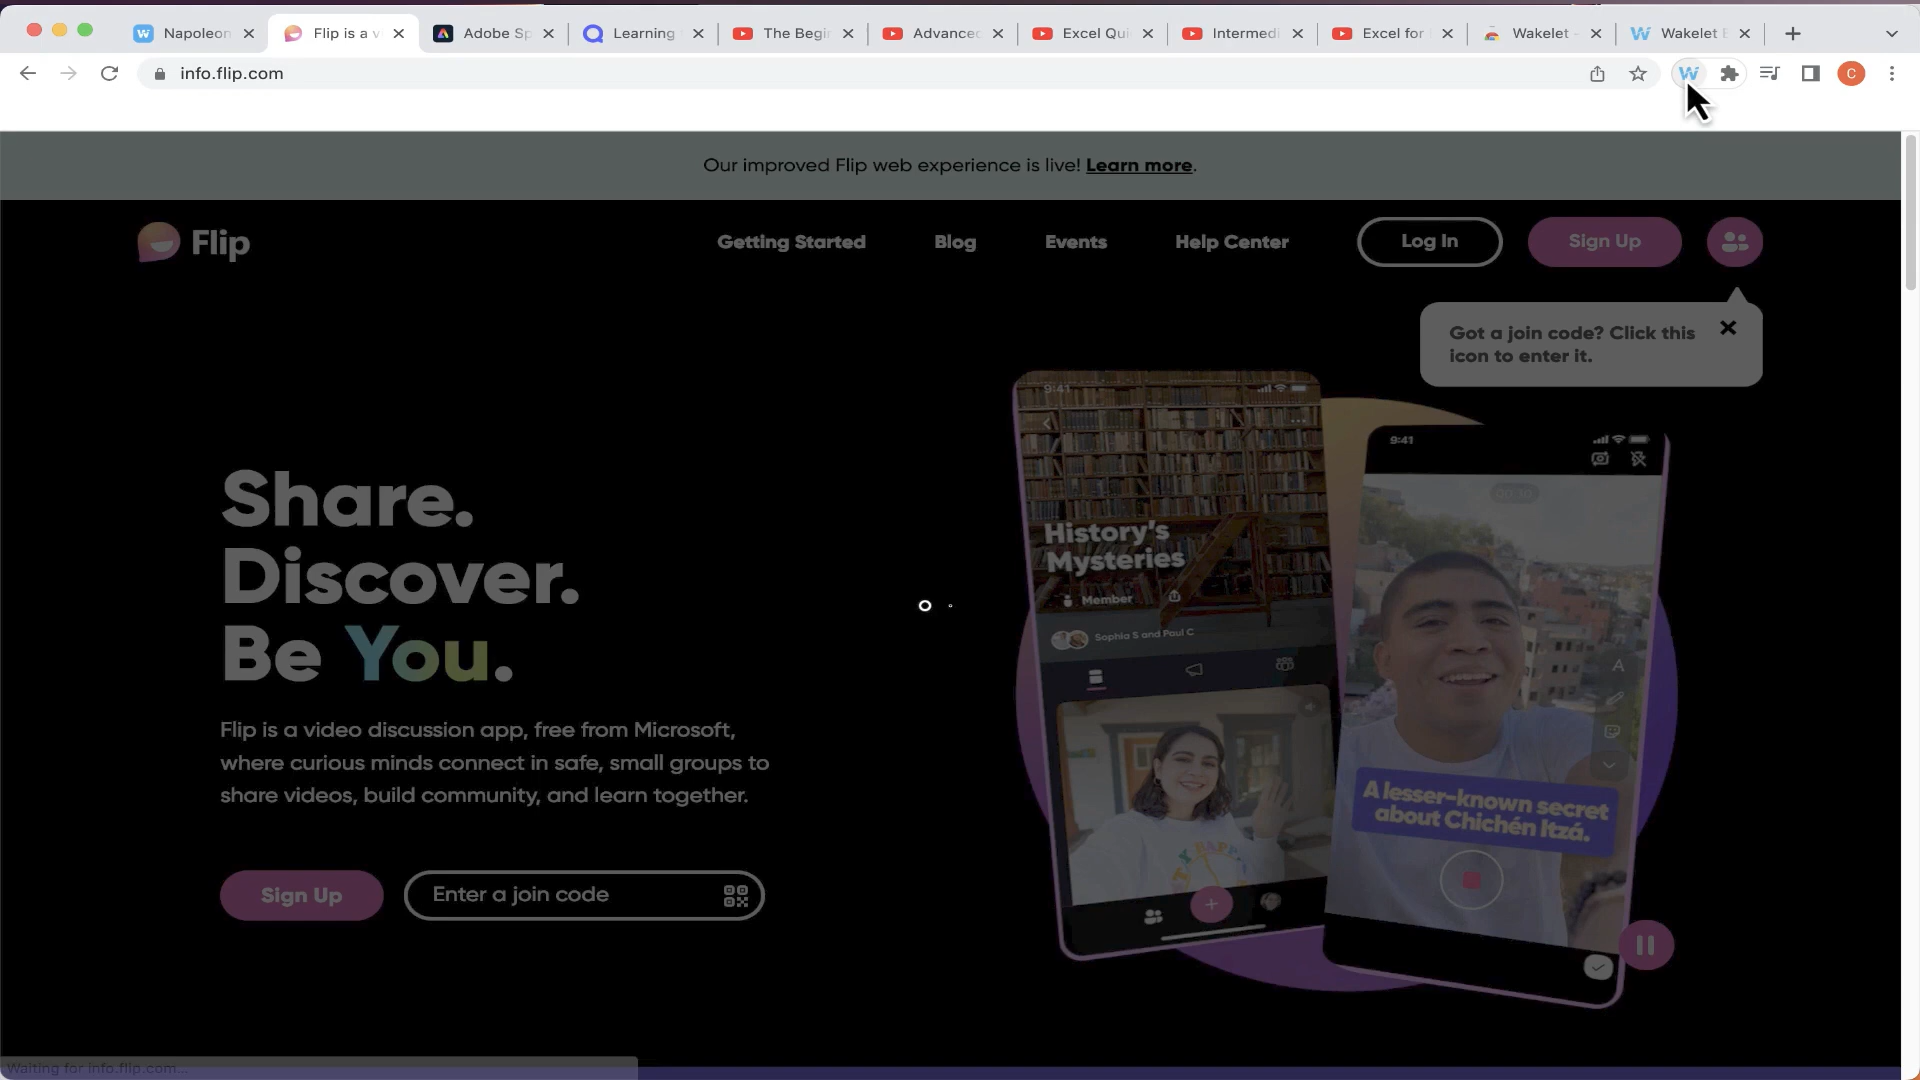 Napoleon
Flip is a v
Adobe Sp
Learning
The Begi
Advance
Excel Qui
Intermedi
Excel for
Wakelet -
Wakelet E
info.flip.com
W
C
Our improved Flip web experience is live! Learn more.
Flip
Getting Started
Blog
Events
Help Center
Log In
Sign Up
Got a join code? Click this
icon to enter it.
Share.
Discover.
Be You.
Flip is a video discussion app, free from Microsoft,
where curious minds connect in safe, small groups to
share videos, build community, and learn together.
Sign Up
Enter a join code
9:41
History's
Mysteries
Member
Sophia S and Paul C
9:41
A
A lesser-known secret
about Chichén Itzá.
Waiting for info.flip.com...